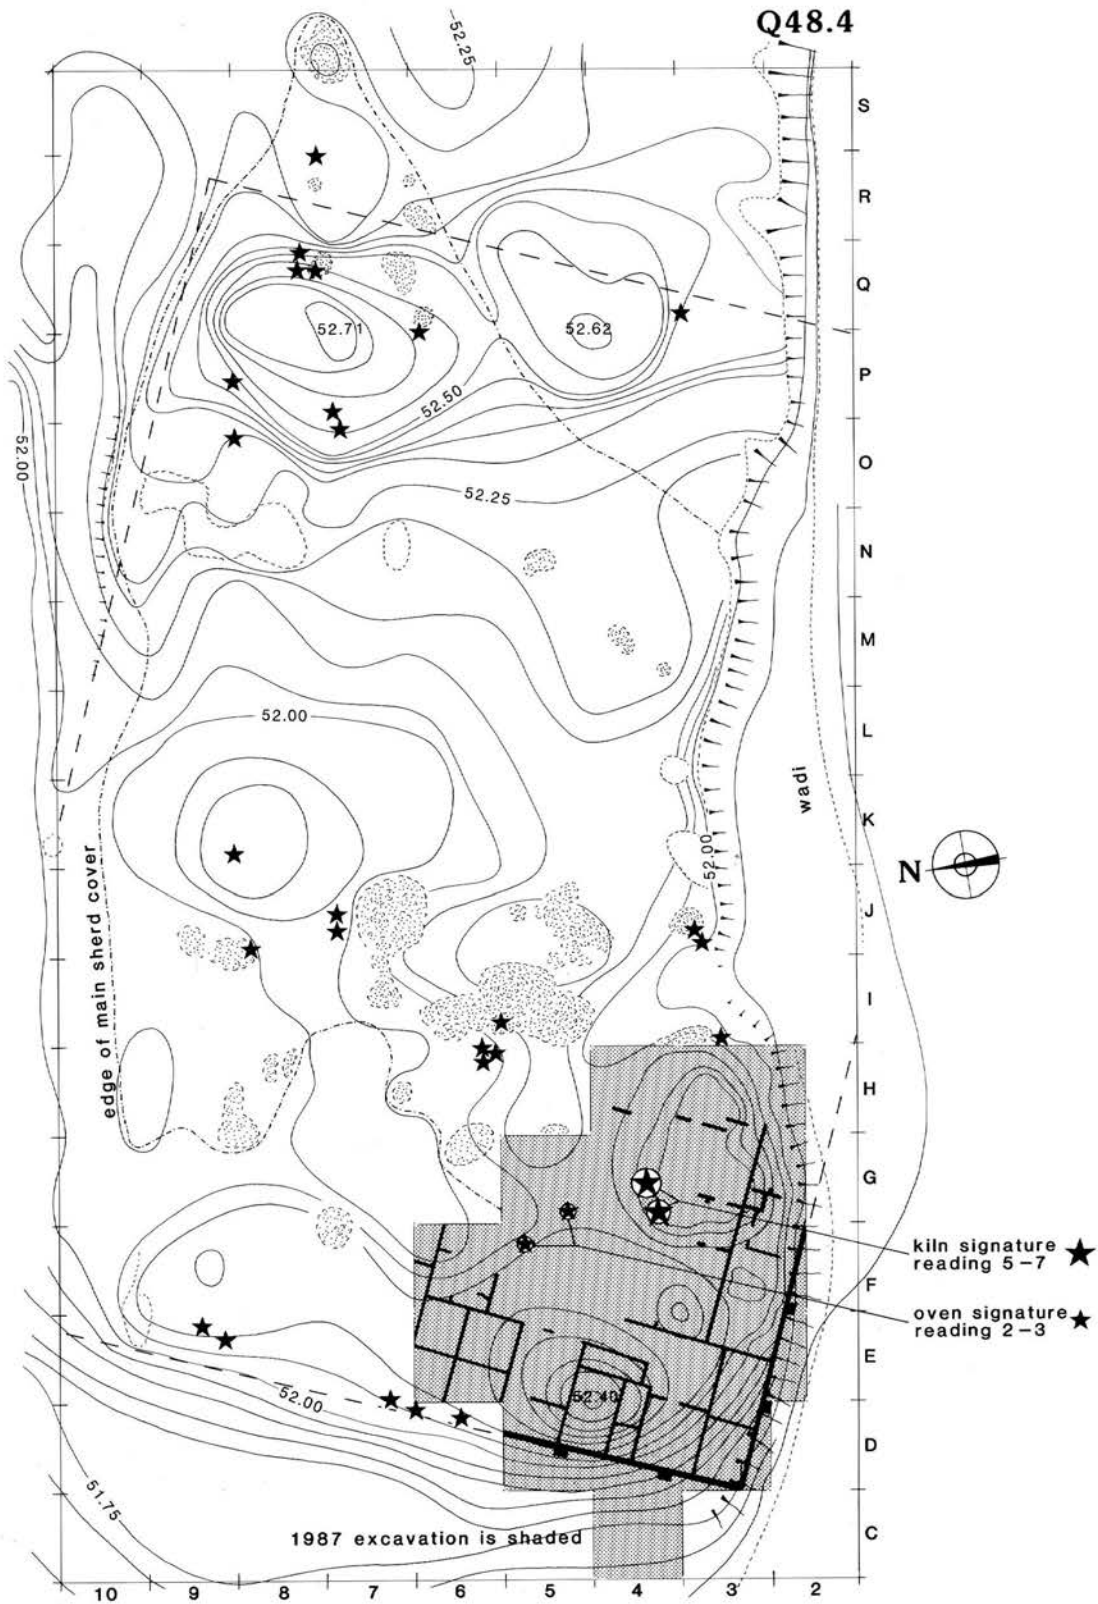 Q48.4
52.25
S
R
Q
52.71
52.62
P
52.50
52.00
O
52.25
N
M
L
52.00
wadi
K
52.00
N
J
edge of main sherd cover
I
H
G
kiln signature
reading 5-7
F
oven signature
reading 2-3
E
52.00
52.40
D
51.75
1987 excavation is shaded
C
10 9 8 7 6 5 4 3 2